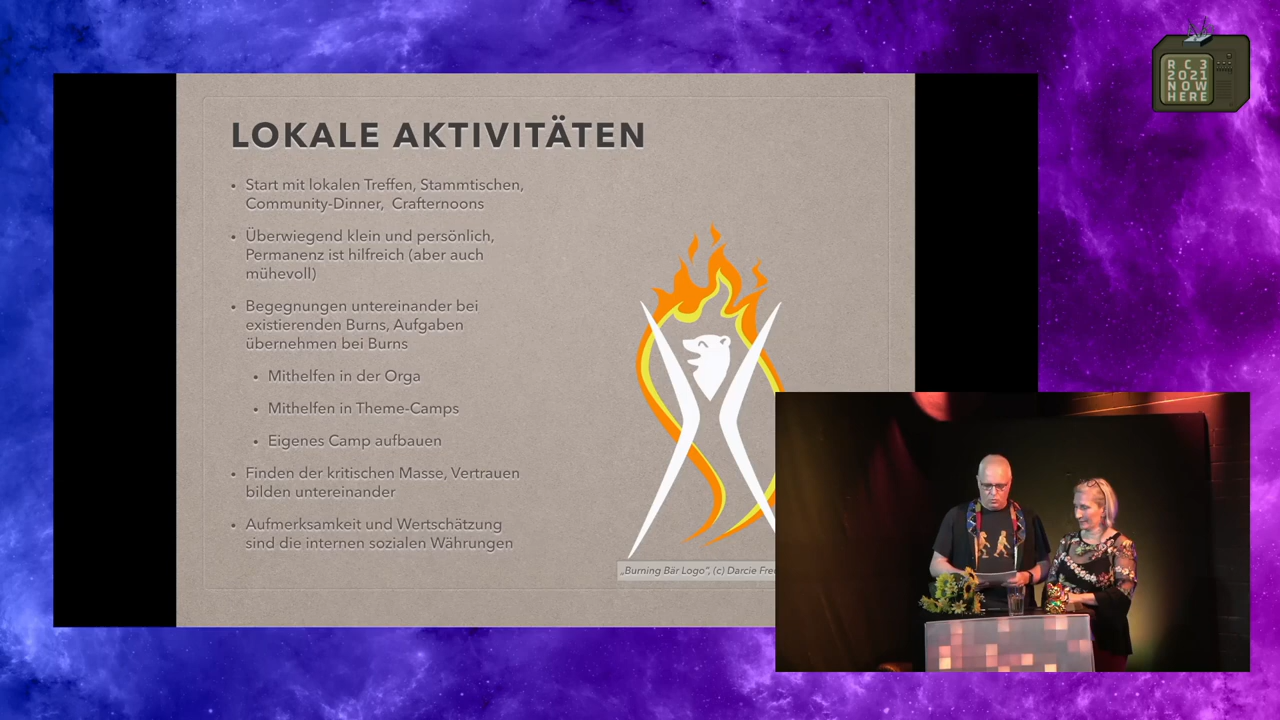 LOKALE AKTIVITÄTEN
• Start mit lokalen Treffen, Stammtischen,
Community-Dinner, Crafternoons
• Überwiegend klein und persönlich,
Permanenz ist hilfreich (aber auch
mühevoll)
• Begegnungen untereinander bei
existierenden Burns, Aufgaben
übernehmen bei Burns
• Mithelfen in der Orga
• Mithelfen in Theme-Camps
• Eigenes Camp aufbauen
• Finden der kritischen Masse, Vertrauen
bilden untereinander
• Aufmerksamkeit und Wertschätzung
sind die internen sozialen Währungen
„Burning Bär Logo“, (c) Darcie
RC3
2021
NOW
HERE